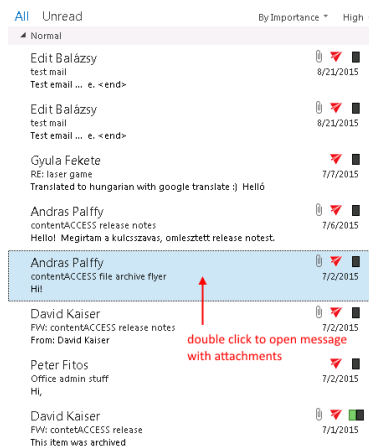 All Unread By Importance High
Normal
Edit Balázsy
test mail 8/21/2015
Test email ... e. <end>
Edit Balázsy
test mail 8/21/2015
Test email ... e. <end>
Gyula Fekete
RE: laser game 7/7/2015
Translated to hungarian with google translate :) Helló
Andras Palffy
contentACCESS release notes 7/6/2015
Hello! Megirtam a kulcsszavas, omlesztett release notest.
Andras Palffy
contentACCESS file archive flyer 7/2/2015
Hi!
David Kaiser
FW: contentACCESS release notes 7/2/2015
From: David Kaiser
double click to open message
with attachments
Peter Fitos
Office admin stuff 7/2/2015
Hi,
David Kaiser
FW: contetACCESS release 7/1/2015
This item was archived